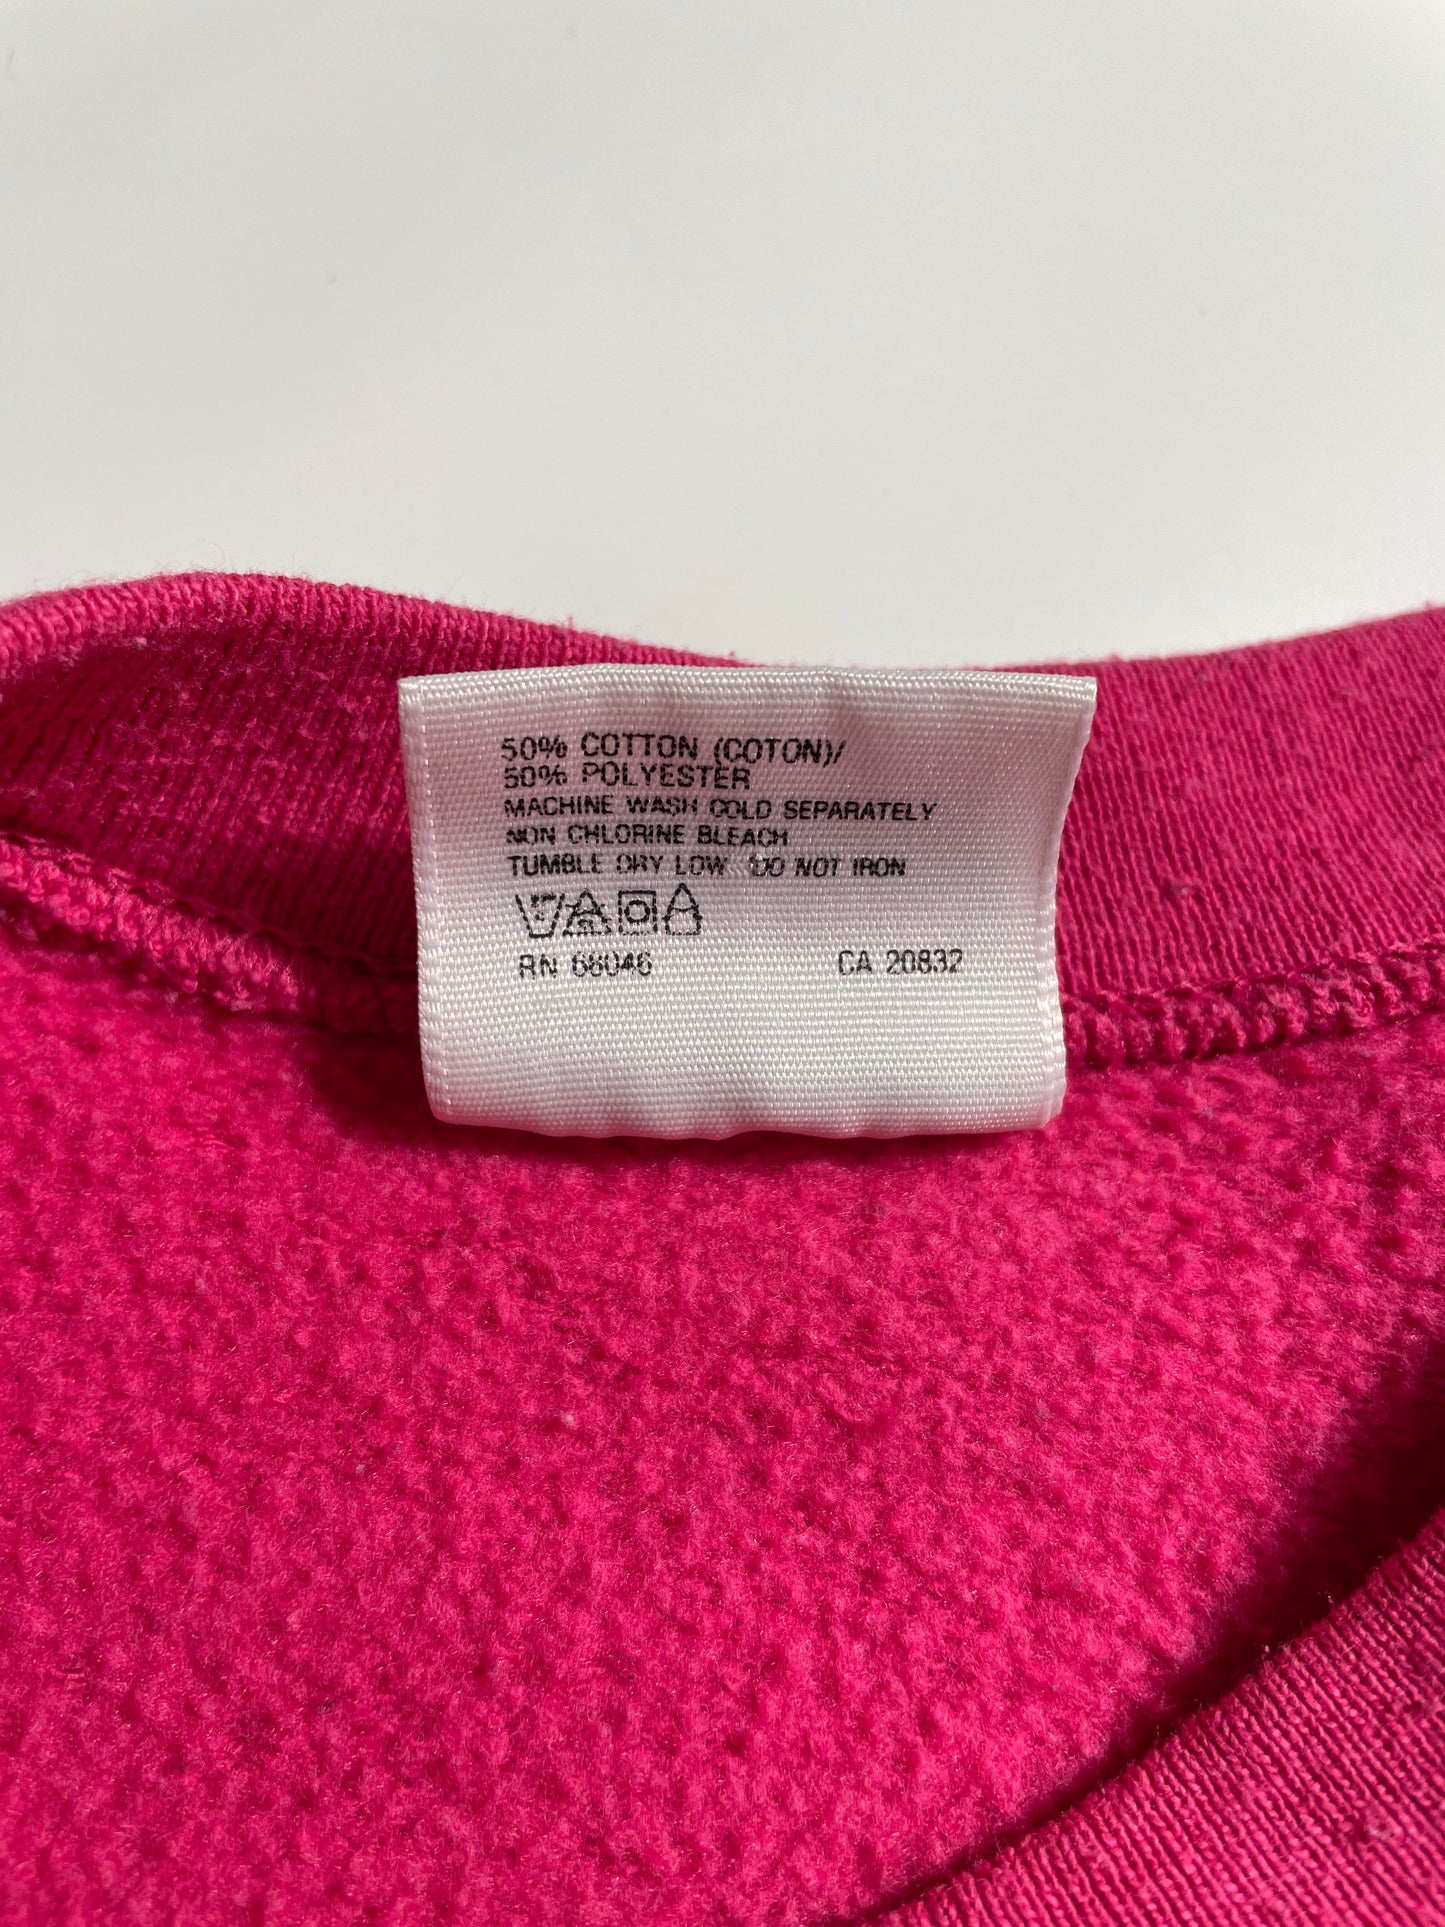 50% COTTON (COTON)/
50% POLYESTER
MACHINE WASH COLD SEPARATELY
NON CHLORINE BLEACH
TUMBLE DRY LOW DO NOT IRON
RN 68046 CA 20832